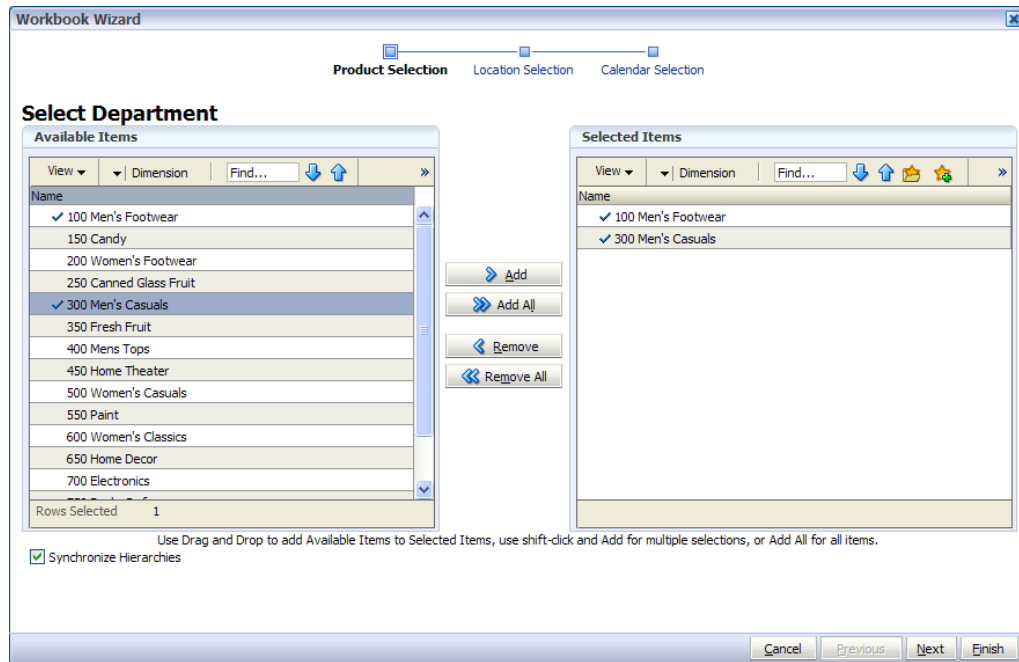 Workbook Wizard
Product Selection Location Selection Calendar Selection
Select Department
Available Items
View Dimension Find... »
Name
100 Men's Footwear
150 Candy
200 Women's Footwear
250 Canned Glass Fruit
300 Men's Casuals
350 Fresh Fruit
400 Mens Tops
450 Home Theater
500 Women's Casuals
550 Paint
600 Women's Classics
650 Home Decor
700 Electronics
Rows Selected 1
Add
Add All
Remove
Remove All
Selected Items
View Dimension Find... »
Name
100 Men's Footwear
300 Men's Casuals
Use Drag and Drop to add Available Items to Selected Items, use shift-click and Add for multiple selections, or Add All for all items.
Synchronize Hierarchies
Cancel Previous Next Finish